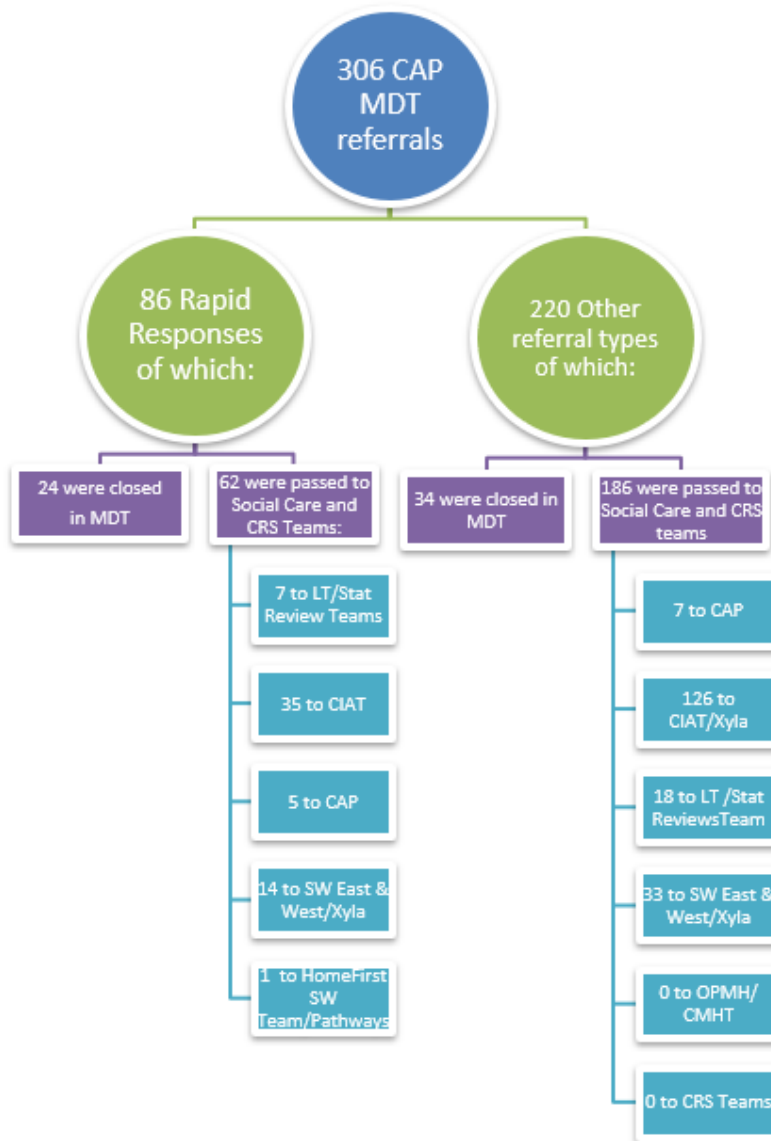 306 CAP
MDT
referrals
86 Rapid
Responses
of which:
220 Other
referral types
of which:
24 were closed
in MDT
62 were passed to
Social Care and
CRS Teams:
34 were closed in
MDT
186 were passed to
Social Care and CRS
teams
7 to LT/Stat
Review Teams
35 to CIAT
5 to CAP
14 to SW East &
West/Xyla
1 to HomeFirst
SW
Team/Pathways
7 to CAP
126 to
CIAT/Xyla
18 to LT /Stat
ReviewsTeam
33 to SW East &
West/Xyla
0 to OPMH/
CMHT
0 to CRS Teams